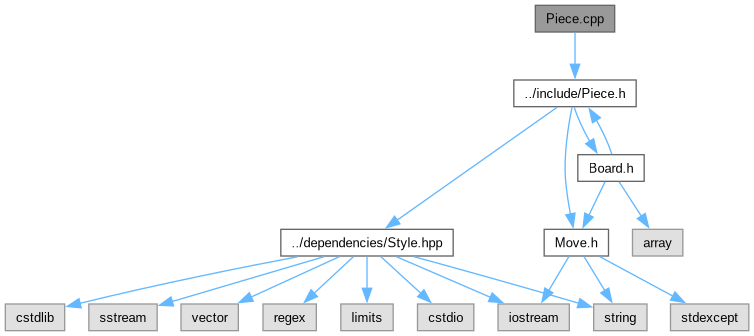 Piece.cpp
../include/Piece.h
Board.h
../dependencies/Style.hpp
Move.h
array
cstdlib
sstream
vector
regex
limits
cstdio
iostream
string
stdexcept